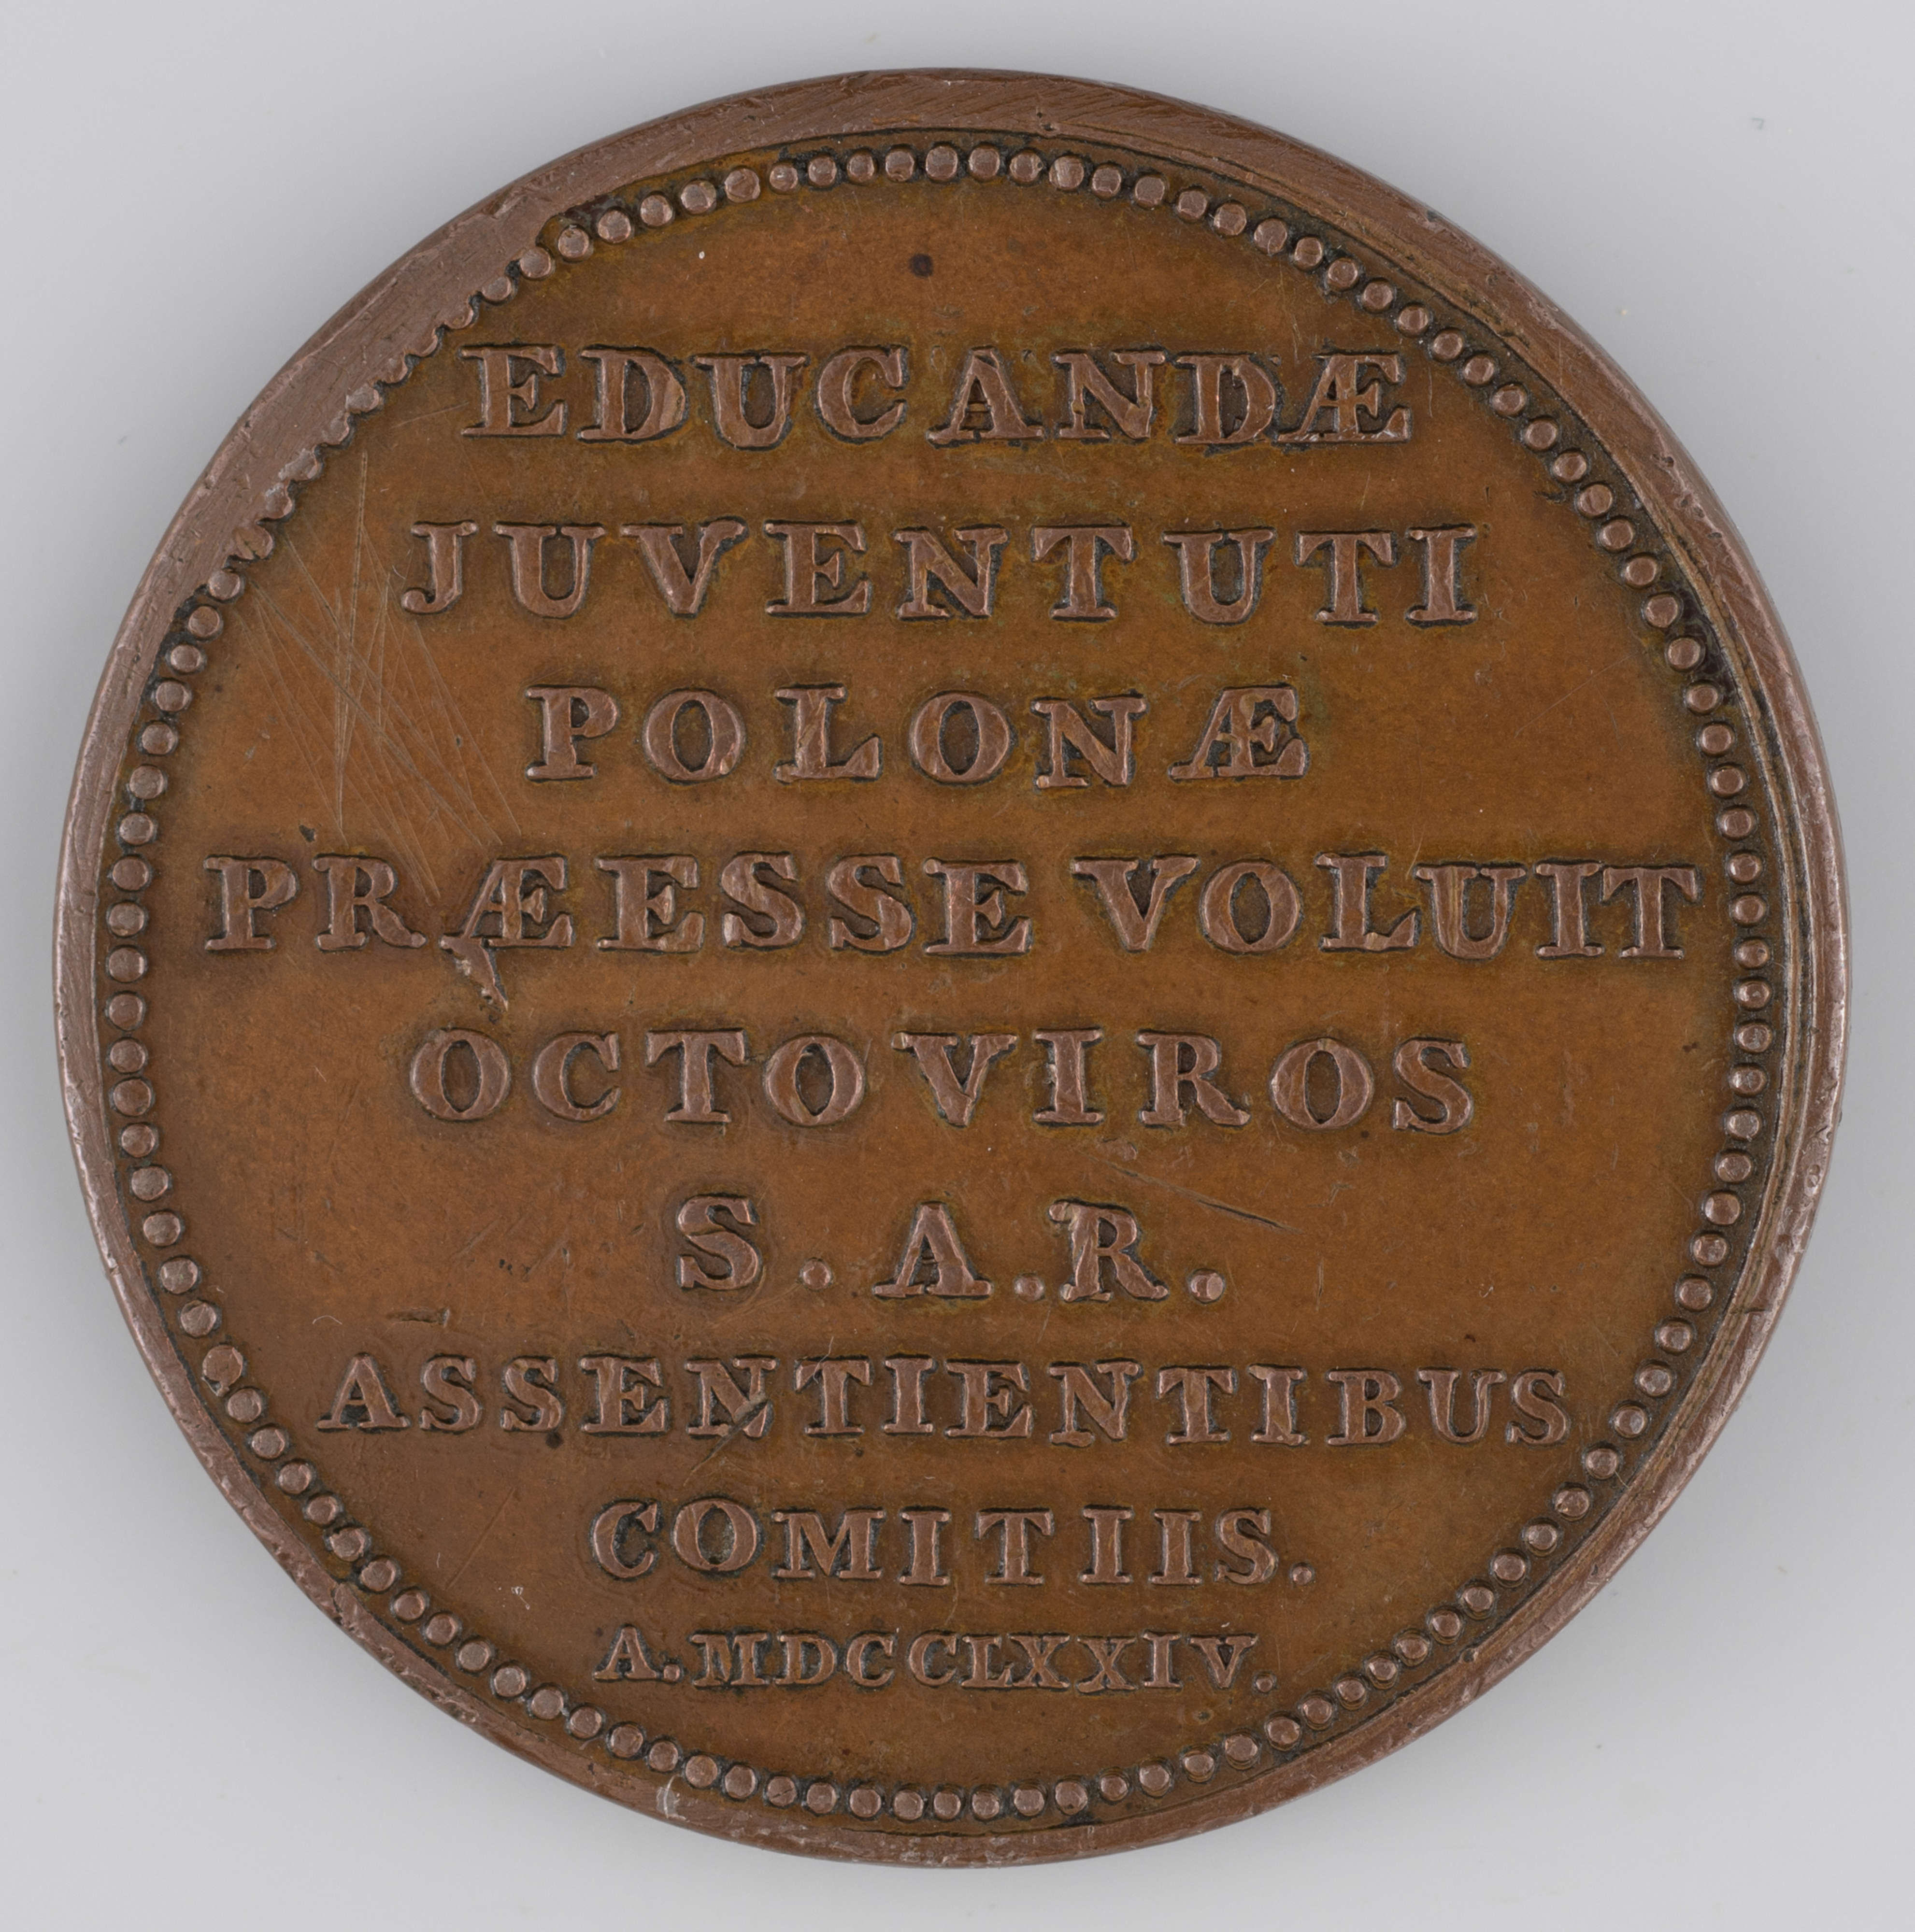 EDUCANDÆ
JUVENTUTI
POLONÆ
PRÆESSE VOLUIT
OCTOVIROS
S.A.R.
ASSENTIENTIBUS
COMITIIS.
A.MDCCLXXIV.